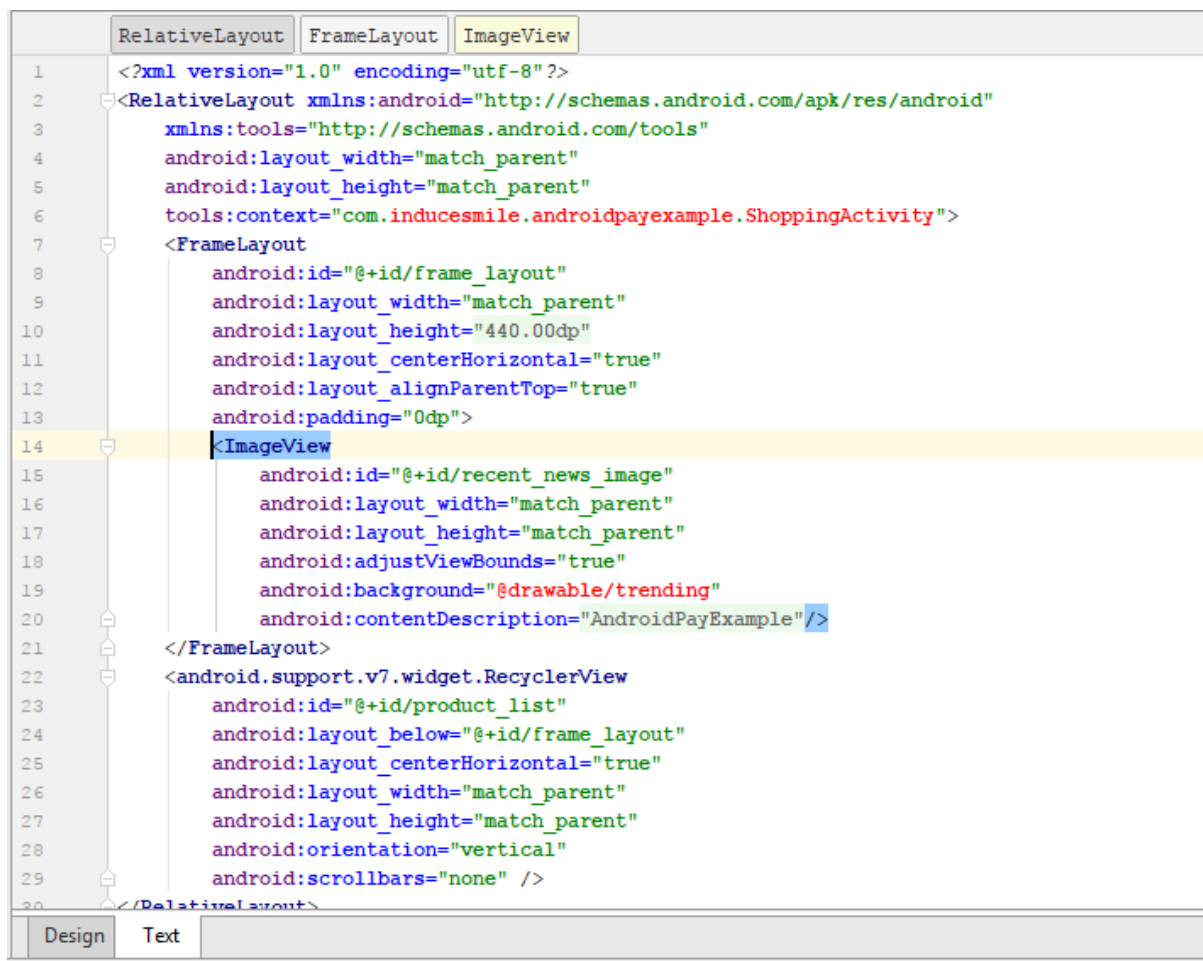 RelativeLayout FrameLayout ImageView
1 <?xml version="1.0" encoding="utf-8"?>
2 <RelativeLayout xmlns:android="http://schemas.android.com/apk/res/android"
3     xmlns:tools="http://schemas.android.com/tools"
4     android:layout_width="match_parent"
5     android:layout_height="match_parent"
6     tools:context="com.inducesmile.androidpayexample.ShoppingActivity">
7     <FrameLayout
8         android:id="@+id/frame_layout"
9         android:layout_width="match_parent"
10         android:layout_height="440.00dp"
11         android:layout_centerHorizontal="true"
12         android:layout_alignParentTop="true"
13         android:padding="0dp">
14         <ImageView
15             android:id="@+id/recent_news_image"
16             android:layout_width="match_parent"
17             android:layout_height="match_parent"
18             android:adjustViewBounds="true"
19             android:background="@drawable/trending"
20             android:contentDescription="AndroidPayExample"/>
21     </FrameLayout>
22     <android.support.v7.widget.RecyclerView
23         android:id="@+id/product_list"
24         android:layout_below="@+id/frame_layout"
25         android:layout_centerHorizontal="true"
26         android:layout_width="match_parent"
27         android:layout_height="match_parent"
28         android:orientation="vertical"
29         android:scrollbars="none" />
30 </RelativeLayout>
Design Text